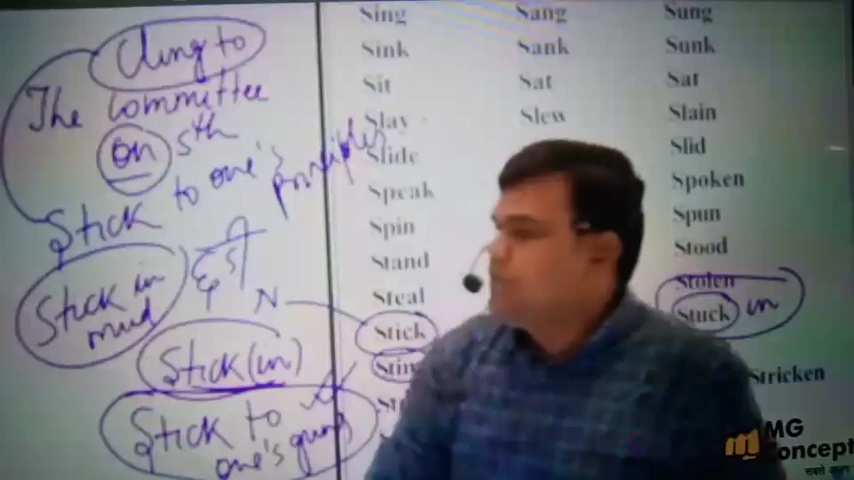 Cling to
The Committee
on 5th
Stick to one's
principles
Stick in
mud
N
Stick (in)
Stick to
one's guns
Sing Sang Sung
Sink Sank Sunk
Sit Sat Sat
Slay Slew Slain
Slide Slid
Speak Spoken
Spin Spun
Stand Stood
Steal Stolen
Stick Stuck in
Stricken
MG
Concept